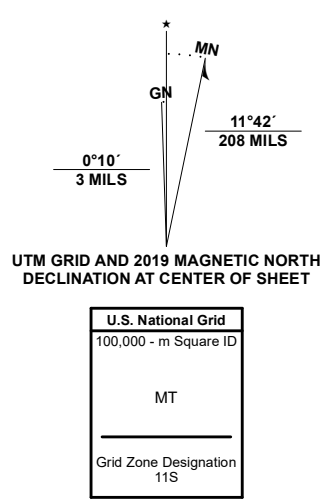 ★
MN
GN
11°42´
208 MILS
0°10´
3 MILS
UTM GRID AND 2019 MAGNETIC NORTH
DECLINATION AT CENTER OF SHEET
U.S. National Grid
100,000 - m Square ID
MT
Grid Zone Designation
11S